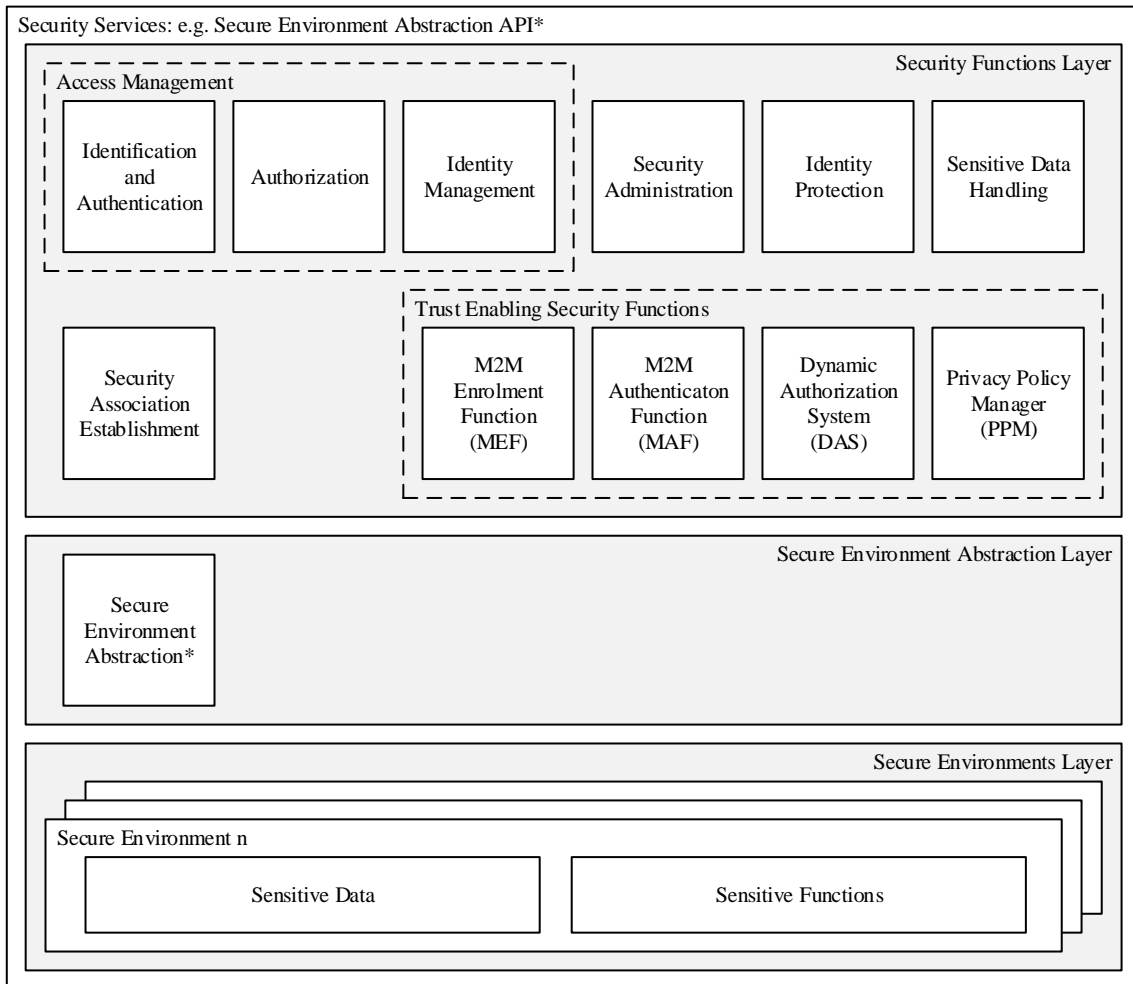 Security Services: e.g. Secure Environment Abstraction API*
Security Functions Layer
Access Management
Identification
and
Authentication
Authorization
Identity
Management
Security
Administration
Identity
Protection
Sensitive Data
Handling
Trust Enabling Security Functions
Security
Association
Establishment
M2M
Enrolment
Function
(MEF)
M2M
Authenticaton
Function
(MAF)
Dynamic
Authorization
System
(DAS)
Privacy Policy
Manager
(PPM)
Secure Environment Abstraction Layer
Secure
Environment
Abstraction*
Secure Environments Layer
Secure Environment n
Sensitive Data
Sensitive Functions